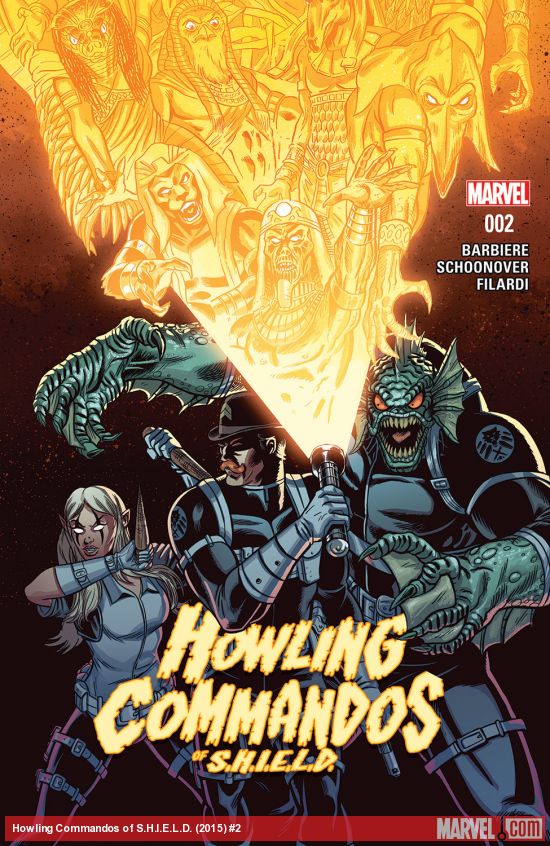 MARVEL
002
BARBIERE
SCHOONOVER
FILARDI
HOWLING
COMMANDOS
OF S.H.I.E.L.D.
Howling Commandos of S.H.I.E.L.D. (2015) #2
MARVEL.com